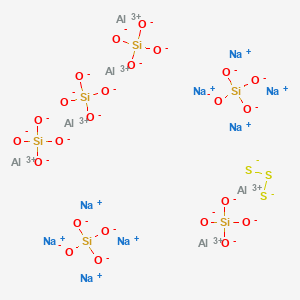 Al 3+ O -
O - Si O - O -
Al 3+ O -
O - O -
O - Si O -
Al 3+ O -
O - O -
O - Si O -
Al 3+ O -
Na +
O - O -
Na + Si Na +
O - O -
Na +
S -
S
Al 3+ S -
O -
O - Si O -
Al 3+ O -
Na +
O - O -
Na + Si Na +
O - O -
Na +